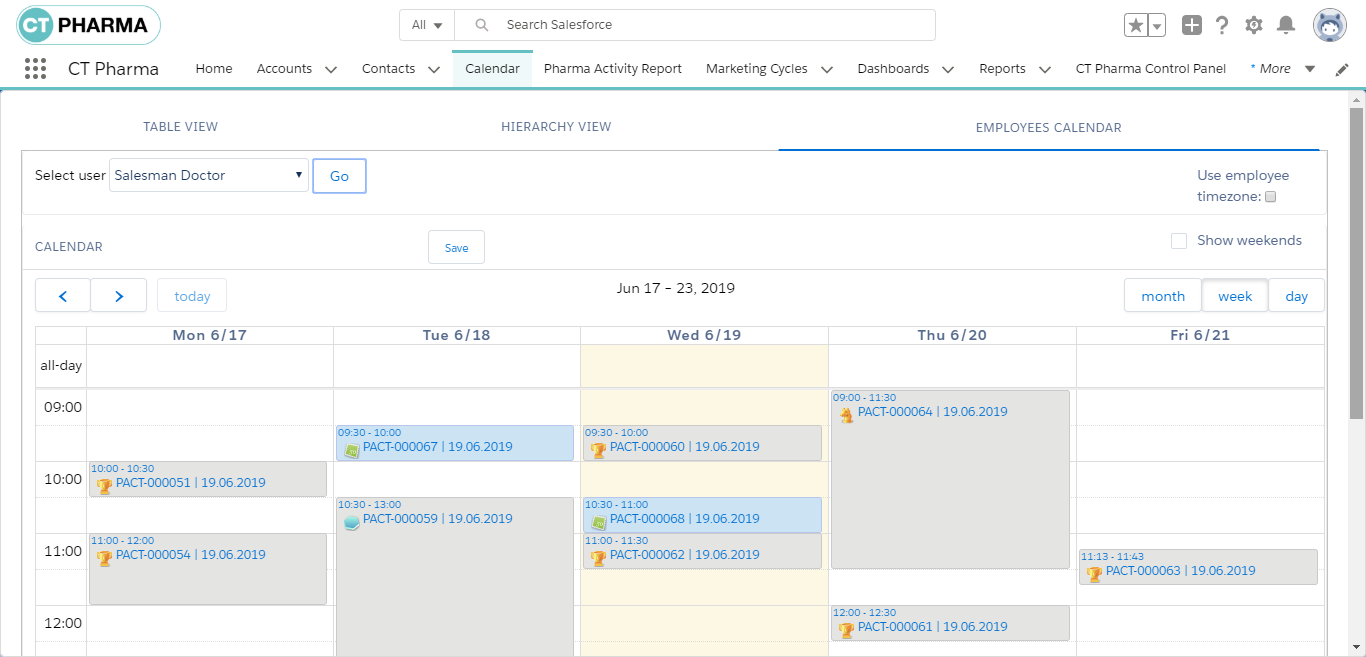 CT PHARMA
All
Search Salesforce
CT Pharma
Home
Accounts
Contacts
Calendar
Pharma Activity Report
Marketing Cycles
Dashboards
Reports
CT Pharma Control Panel
* More
TABLE VIEW
HIERARCHY VIEW
EMPLOYEES CALENDAR
Select user
Salesman Doctor
Go
Use employee
timezone:
CALENDAR
Save
Show weekends
today
Jun 17 – 23, 2019
month
week
day
Mon 6/17
Tue 6/18
Wed 6/19
Thu 6/20
Fri 6/21
all-day
09:00
09:00 - 11:30
PACT-000064 | 19.06.2019
09:30 - 10:00
PACT-000067 | 19.06.2019
09:30 - 10:00
PACT-000060 | 19.06.2019
10:00
10:00 - 10:30
PACT-000051 | 19.06.2019
10:30 - 13:00
PACT-000059 | 19.06.2019
10:30 - 11:00
PACT-000068 | 19.06.2019
11:00
11:00 - 12:00
PACT-000054 | 19.06.2019
11:00 - 11:30
PACT-000062 | 19.06.2019
11:13 - 11:43
PACT-000063 | 19.06.2019
12:00
12:00 - 12:30
PACT-000061 | 19.06.2019